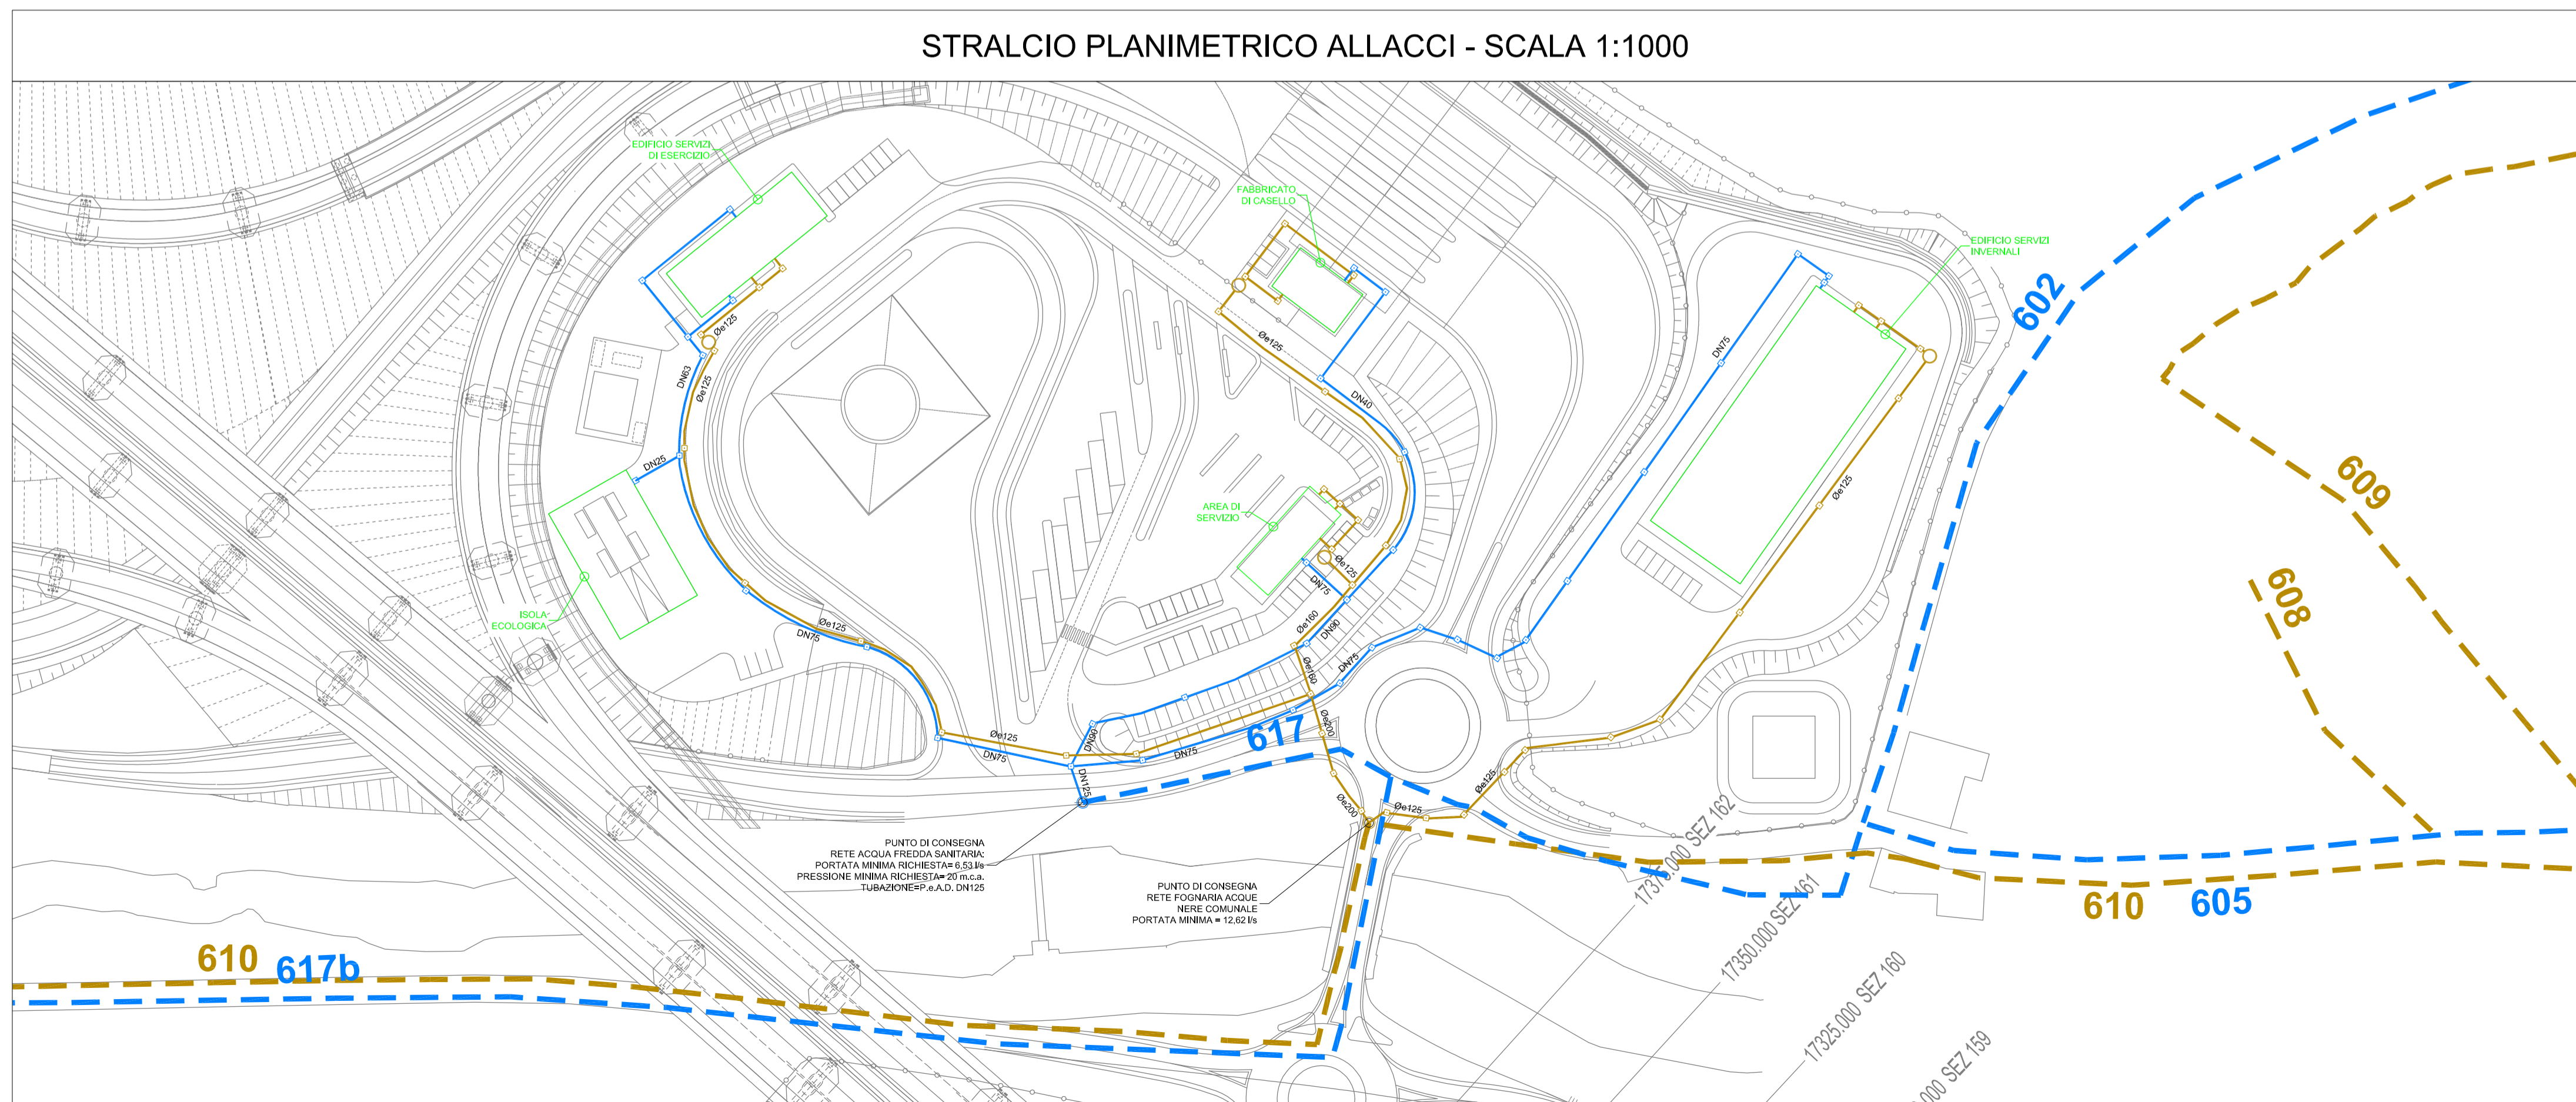 STRALCIO PLANIMETRICO ALLACCI - SCALA 1:1000
EDIFICIO SERVIZI
DI ESERCIZIO
FABBRICATO
DI CASELLO
EDIFICIO SERVIZI
INVERNALI
602
609
608
Øe125
DN63
Øe125
DN25
Øe125
DN40
DN75
Øe125
AREA DI
SERVIZIO
ISOLA
ECOLOGICA
Øe125
DN75
Øe125
DN75
Øe160
DN90
Øe160
DN75
Øe200
617
Øe125
DN75
DN90
DN75
DN125
Øe200
Øe125
Øe125
PUNTO DI CONSEGNA
RETE ACQUA FREDDA SANITARIA:
PORTATA MINIMA RICHIESTA= 6,53 l/s
PRESSIONE MINIMA RICHIESTA= 20 m.c.a.
TUBAZIONE=P.e.A.D. DN125
PUNTO DI CONSEGNA
RETE FOGNARIA ACQUE
NERE COMUNALE
PORTATA MINIMA = 12,62 l/s
17375.000 SEZ 162
17350.000 SEZ 161
17325.000 SEZ 160
.000 SEZ 159
610
605
610
617b